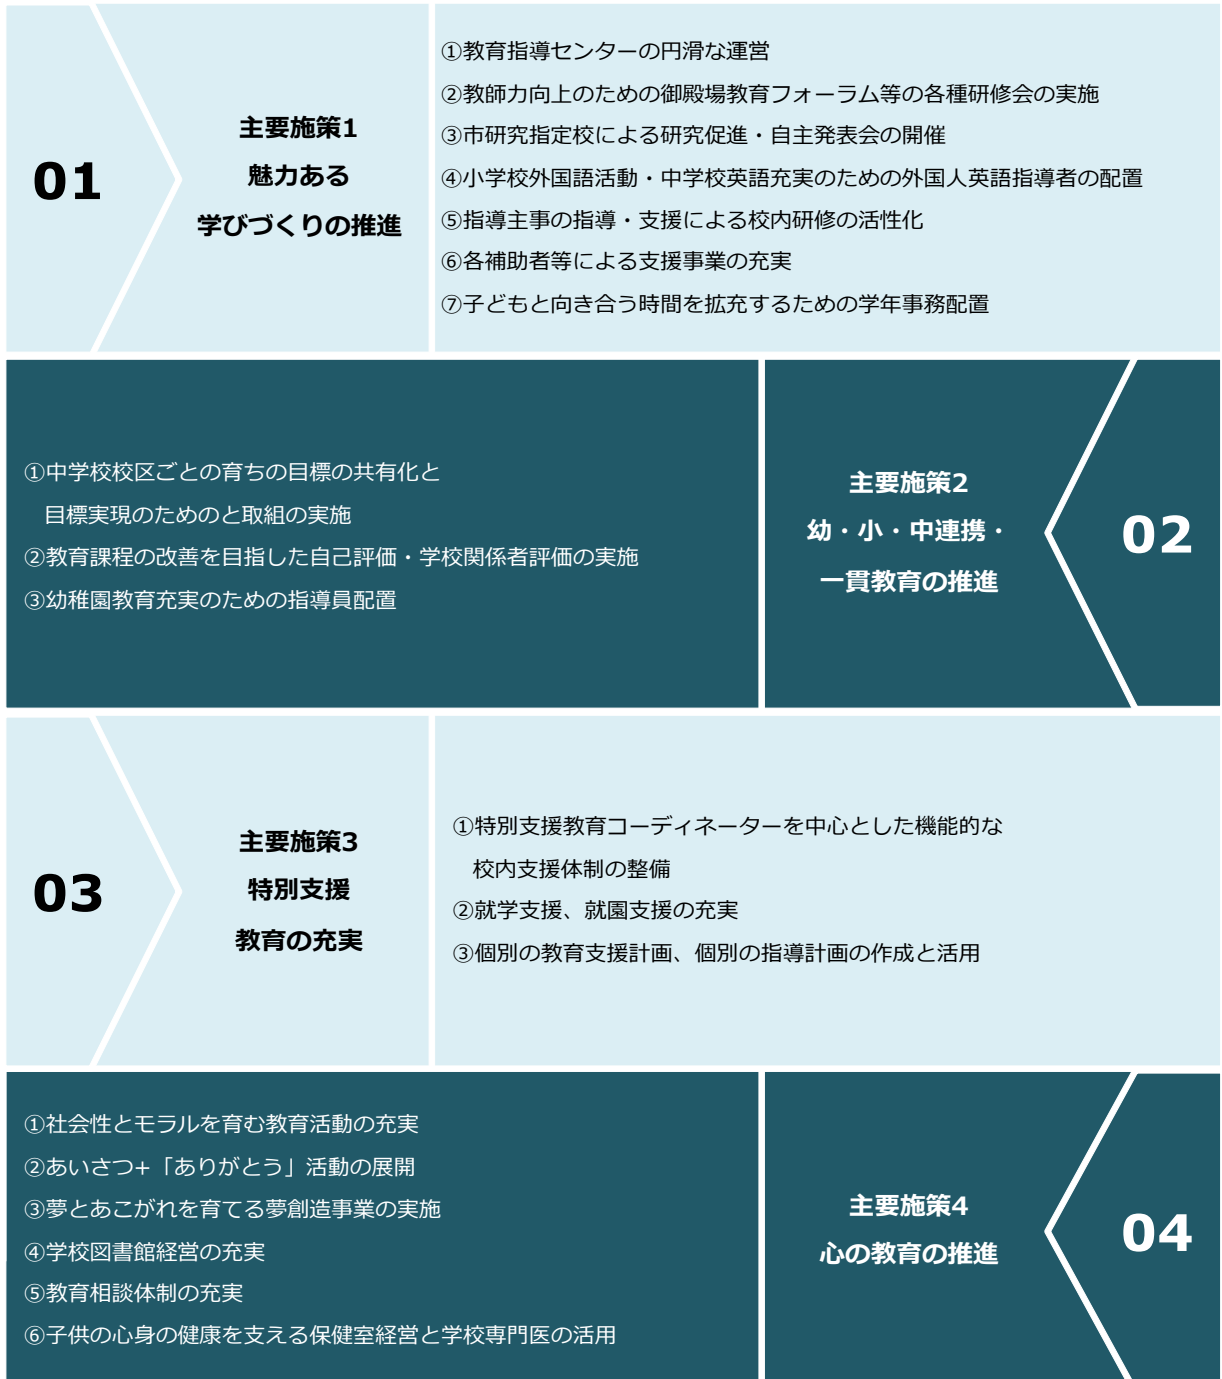 01
主要施策1
魅力ある
学びづくりの推進
①教育指導センターの円滑な運営
②教師力向上のための御殿場教育フォーラム等の各種研修会の実施
③市研究指定校による研究促進・自主発表会の開催
④小学校外国語活動・中学校英語充実のための外国人英語指導者の配置
⑤指導主事の指導・支援による校内研修の活性化
⑥各補助者等による支援事業の充実
⑦子どもと向き合う時間を拡充するための学年事務配置
①中学校校区ごとの育ちの目標の共有化と
目標実現のためのと取組の実施
②教育課程の改善を目指した自己評価・学校関係者評価の実施
③幼稚園教育充実のための指導員配置
主要施策2
幼・小・中連携・
一貫教育の推進
02
03
主要施策3
特別支援
教育の充実
①特別支援教育コーディネーターを中心とした機能的な
校内支援体制の整備
②就学支援、就園支援の充実
③個別の教育支援計画、個別の指導計画の作成と活用
①社会性とモラルを育む教育活動の充実
②あいさつ+「ありがとう」活動の展開
③夢とあこがれを育てる夢創造事業の実施
④学校図書館経営の充実
⑤教育相談体制の充実
⑥子供の心身の健康を支える保健室経営と学校専門医の活用
主要施策4
心の教育の推進
04